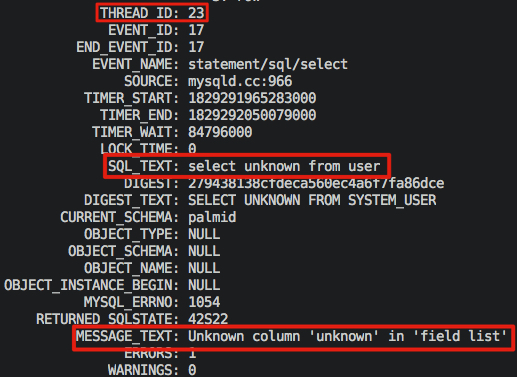 THREAD_ID: 23
EVENT_ID: 17
END_EVENT_ID: 17
EVENT_NAME: statement/sql/select
SOURCE: mysqld.cc:966
TIMER_START: 1829291965283000
TIMER_END: 1829292050079000
TIMER_WAIT: 84796000
LOCK_TIME: 0
SQL_TEXT: select unknown from user
DIGEST: 279438138cfdeca560ec4a6f7fa86dce
DIGEST_TEXT: SELECT UNKNOWN FROM SYSTEM_USER
CURRENT_SCHEMA: palmid
OBJECT_TYPE: NULL
OBJECT_SCHEMA: NULL
OBJECT_NAME: NULL
OBJECT_INSTANCE_BEGIN: NULL
MYSQL_ERRNO: 1054
RETURNED_SQLSTATE: 42S22
MESSAGE_TEXT: Unknown column 'unknown' in 'field list'
ERRORS: 1
WARNINGS: 0